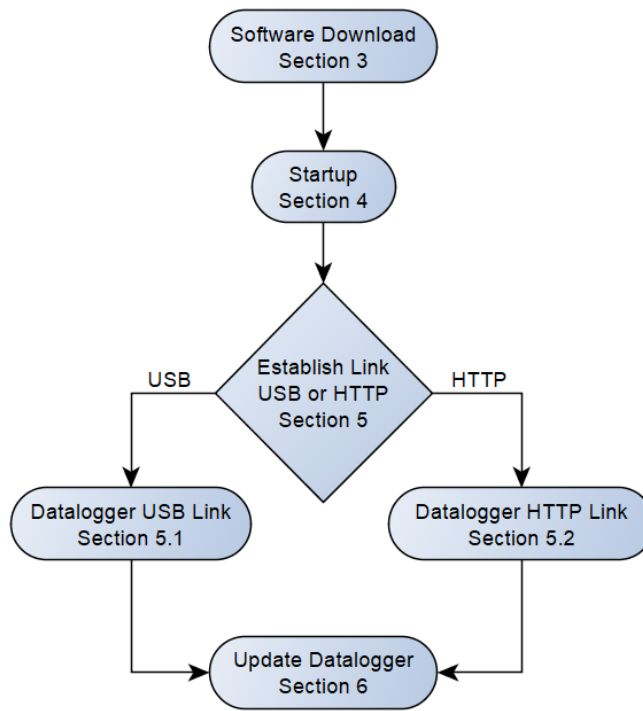 Software Download
Section 3
Startup
Section 4
Establish Link
USB or HTTP
Section 5
USB
HTTP
Datalogger USB Link
Section 5.1
Datalogger HTTP Link
Section 5.2
Update Datalogger
Section 6